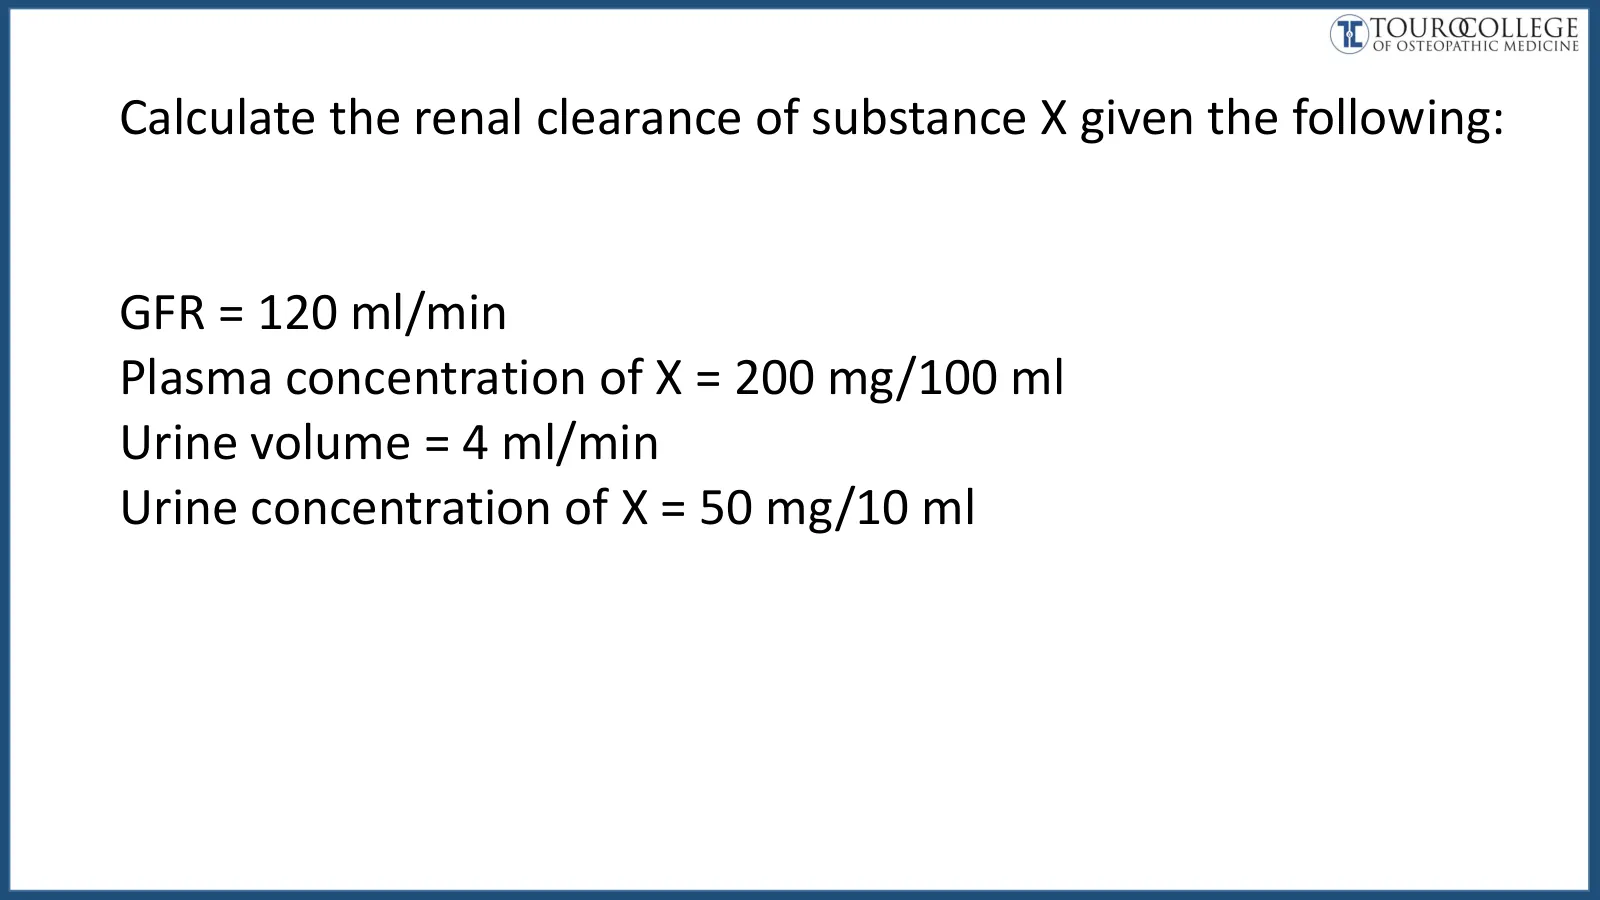 TOUROCOLLEGE
OF OSTEOPATHIC MEDICINE
Calculate the renal clearance of substance X given the following:
GFR = 120 ml/min
Plasma concentration of X = 200 mg/100 ml
Urine volume = 4 ml/min
Urine concentration of X = 50 mg/10 ml